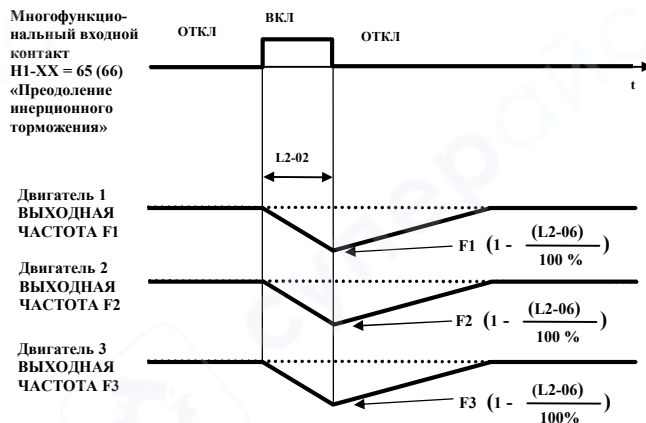 Многофункцио-
нальный входной
контакт
H1-XX = 65 (66)
«Преодоление
инерционного
торможения»
ОТКЛ
ВКЛ
ОТКЛ
t
L2-02
Двигатель 1
ВЫХОДНАЯ
ЧАСТОТА F1
F1 (1 - (L2-06)
100 % )
Двигатель 2
ВЫХОДНАЯ
ЧАСТОТА F2
F2 (1 - (L2-06)
100 % )
Двигатель 3
ВЫХОДНАЯ
ЧАСТОТА F3
F3 (1 - (L2-06)
100% )
суперайс